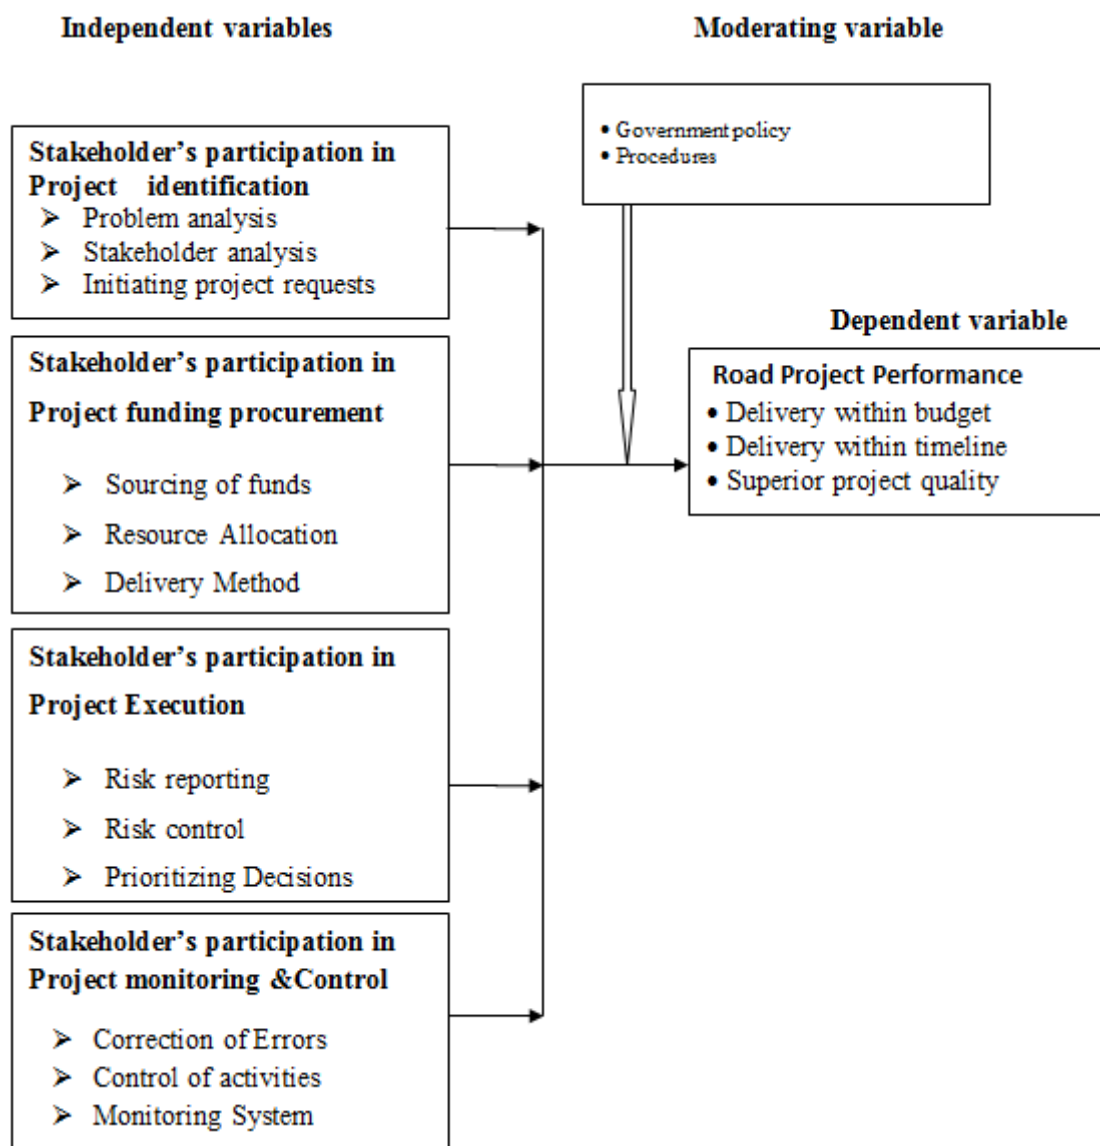 Independent variables
Moderating variable
• Government policy
• Procedures
Stakeholder’s participation in
Project identification
➢ Problem analysis
➢ Stakeholder analysis
➢ Initiating project requests
Stakeholder’s participation in
Project funding procurement
➢ Sourcing of funds
➢ Resource Allocation
➢ Delivery Method
Stakeholder’s participation in
Project Execution
➢ Risk reporting
➢ Risk control
➢ Prioritizing Decisions
Stakeholder’s participation in
Project monitoring &Control
➢ Correction of Errors
➢ Control of activities
➢ Monitoring System
Dependent variable
Road Project Performance
• Delivery within budget
• Delivery within timeline
• Superior project quality